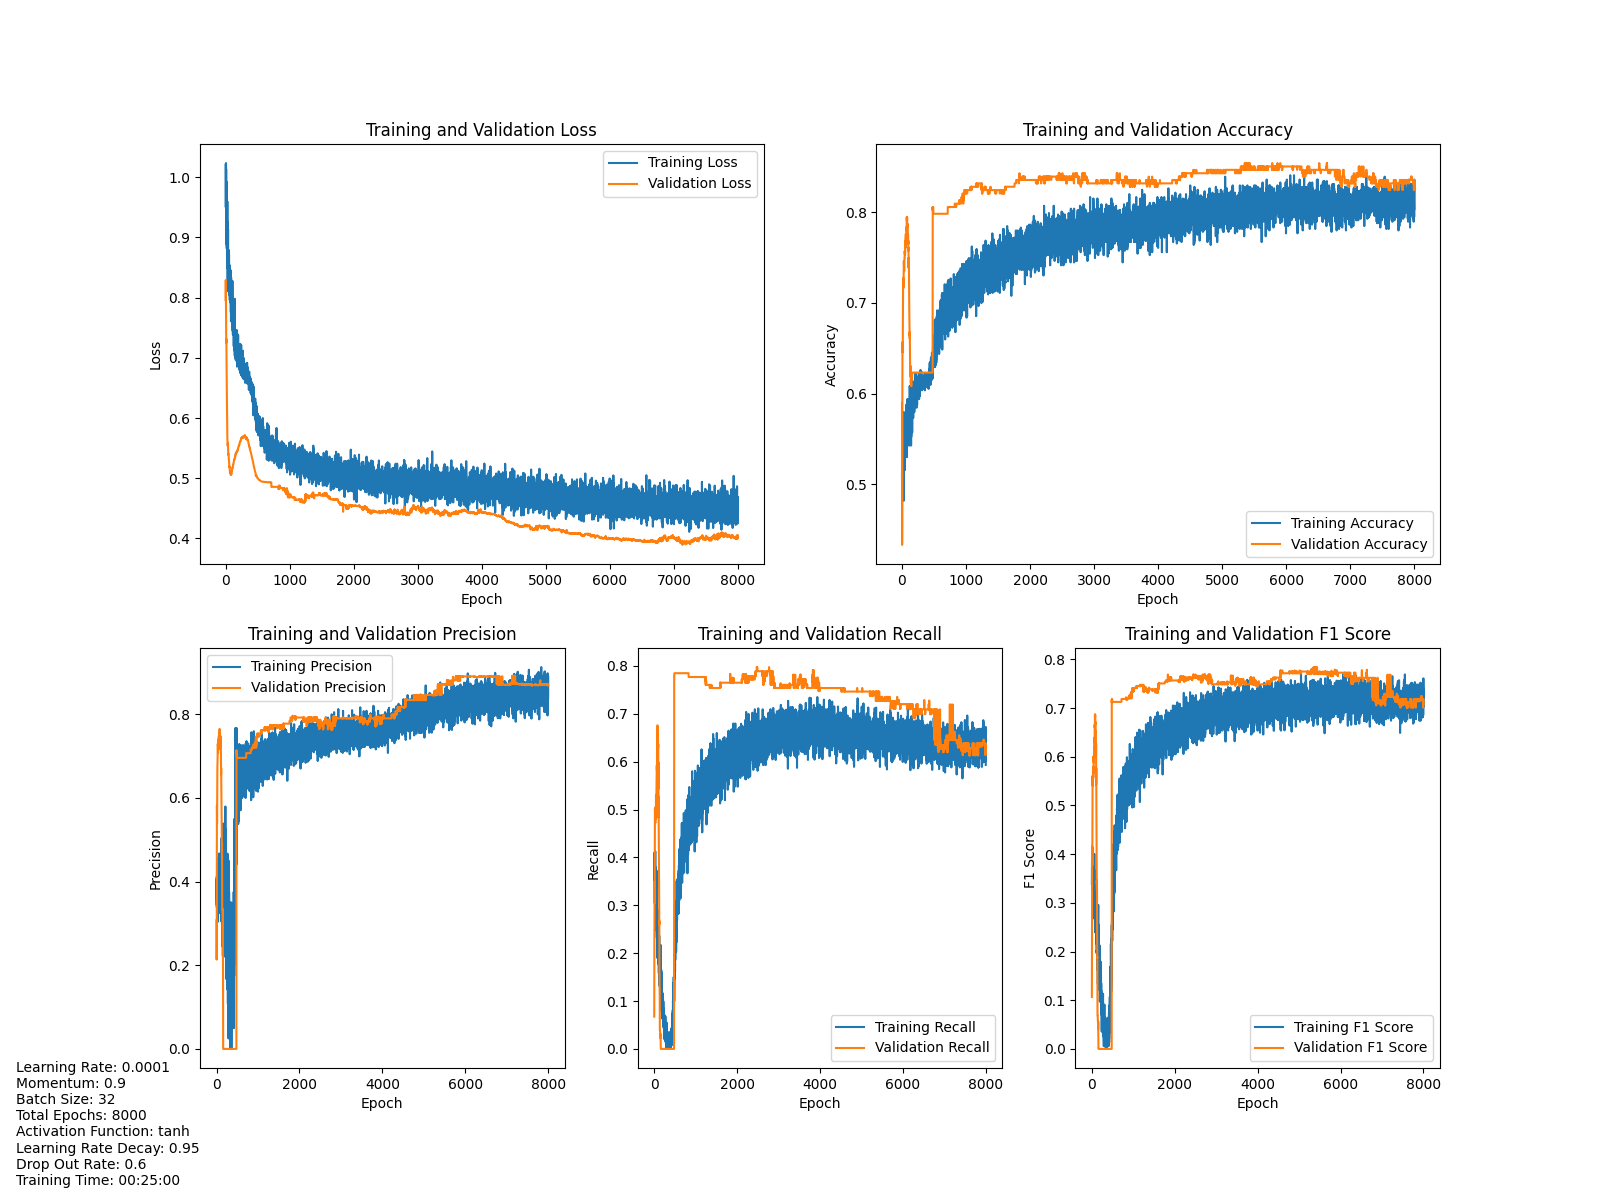 Training and Validation Loss
1.0
0.9
0.8
0.7
0.6
0.5
0.4
Loss
Training Loss
Validation Loss
0 1000 2000 3000 4000 5000 6000 7000 8000
Epoch
Training and Validation Accuracy
0.8
0.7
0.6
0.5
Accuracy
Training Accuracy
Validation Accuracy
0 1000 2000 3000 4000 5000 6000 7000 8000
Epoch
Training and Validation Precision
Training Precision
Validation Precision
0.8
0.6
0.4
0.2
0.0
Precision
0 2000 4000 6000 8000
Epoch
Training and Validation Recall
0.8
0.7
0.6
0.5
0.4
0.3
0.2
0.1
0.0
Recall
Training Recall
Validation Recall
0 2000 4000 6000 8000
Epoch
Training and Validation F1 Score
0.8
0.7
0.6
0.5
0.4
0.3
0.2
0.1
0.0
F1 Score
Training F1 Score
Validation F1 Score
0 2000 4000 6000 8000
Epoch
Learning Rate: 0.0001
Momentum: 0.9
Batch Size: 32
Total Epochs: 8000
Activation Function: tanh
Learning Rate Decay: 0.95
Drop Out Rate: 0.6
Training Time: 00:25:00